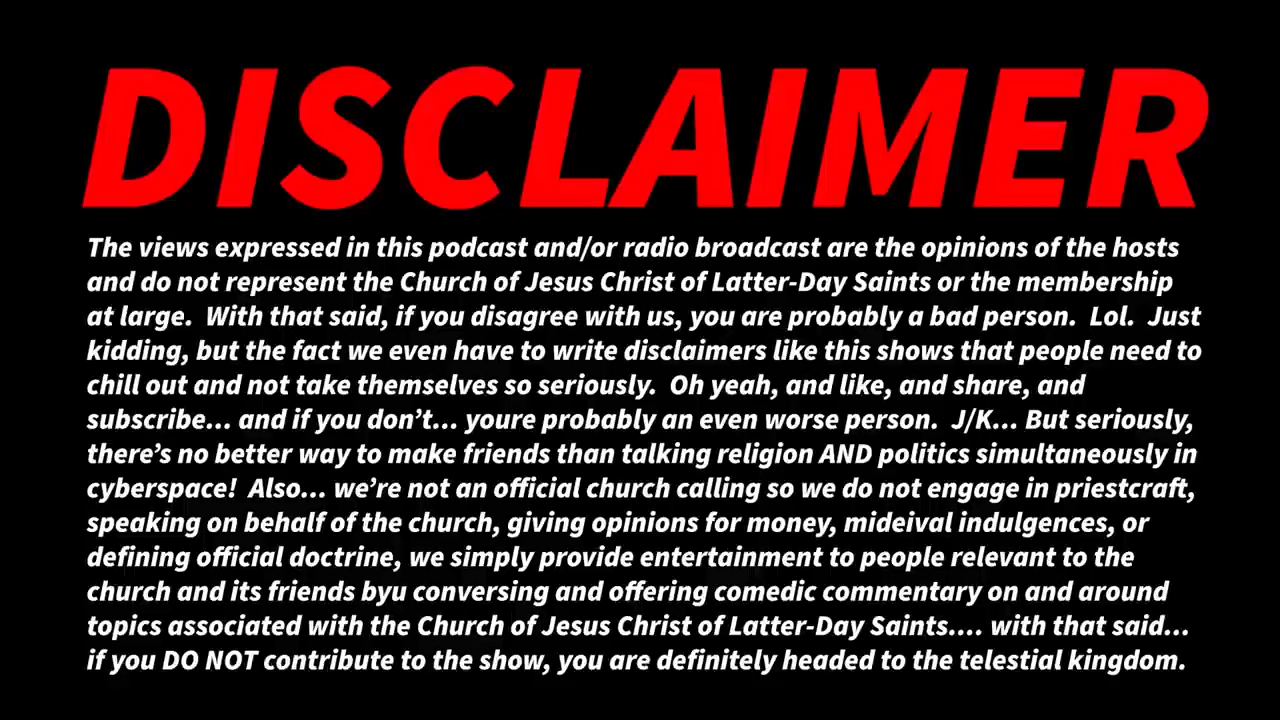 DISCLAIMER
The views expressed in this podcast and/or radio broadcast are the opinions of the hosts
and do not represent the Church of Jesus Christ of Latter-Day Saints or the membership
at large.  With that said, if you disagree with us, you are probably a bad person.  Lol.  Just
kidding, but the fact we even have to write disclaimers like this shows that people need to
chill out and not take themselves so seriously.  Oh yeah, and like, and share, and
subscribe... and if you don’t... youre probably an even worse person.  J/K... But seriously,
there’s no better way to make friends than talking religion AND politics simultaneously in
cyberspace!  Also... we’re not an official church calling so we do not engage in priestcraft,
speaking on behalf of the church, giving opinions for money, mideival indulgences, or
defining official doctrine, we simply provide entertainment to people relevant to the
church and its friends byu conversing and offering comedic commentary on and around
topics associated with the Church of Jesus Christ of Latter-Day Saints.... with that said...
if you DO NOT contribute to the show, you are definitely headed to the telestial kingdom.